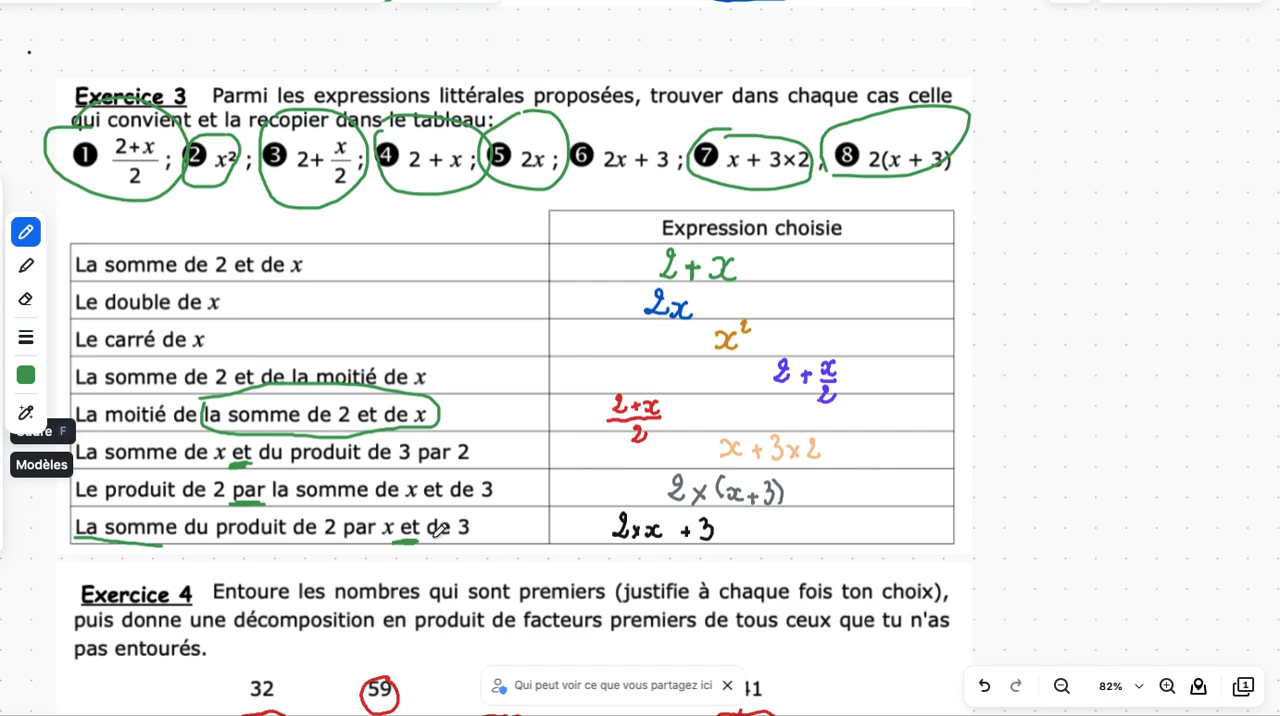 Exercice 3 Parmi les expressions littérales proposées, trouver dans chaque cas celle
qui convient et la recopier dans le tableau:
❶ (2+x)/2 ; ❷ x² ; ❸ 2+ x/2 ; ❹ 2 + x ; ❺ 2x ; ❻ 2x + 3 ; ❼ x + 3×2 ; ❽ 2(x + 3)
Expression choisie
La somme de 2 et de x 2 + x
Le double de x 2x
Le carré de x x²
La somme de 2 et de la moitié de x 2 + x/2
La moitié de la somme de 2 et de x (2+x)/2
La somme de x et du produit de 3 par 2 x + 3 x 2
Le produit de 2 par la somme de x et de 3 2 x (x+3)
La somme du produit de 2 par x et de 3 2 x x + 3
F
Modèles
Exercice 4 Entoure les nombres qui sont premiers (justifie à chaque fois ton choix),
puis donne une décomposition en produit de facteurs premiers de tous ceux que tu n'as
pas entourés.
32 59 41
Qui peut voir ce que vous partagez ici
82%
1